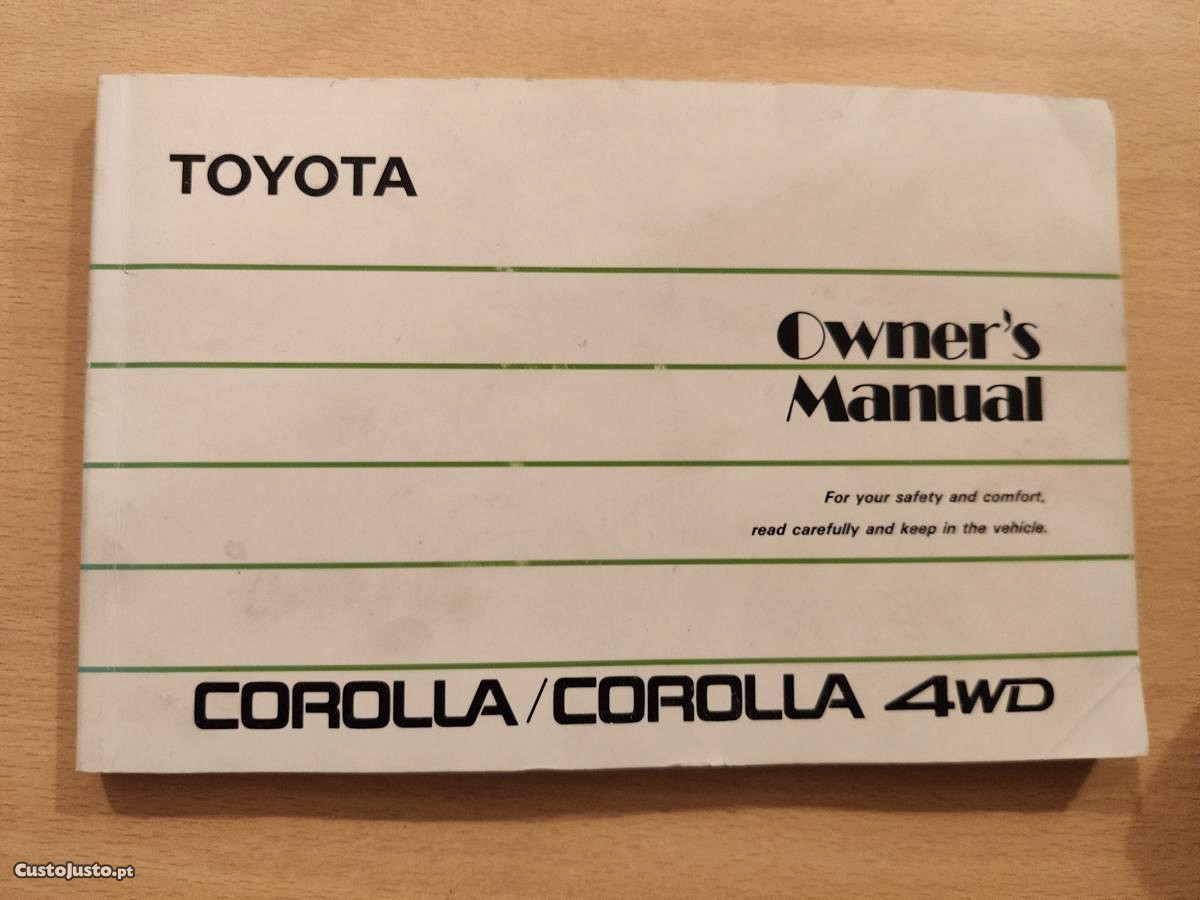 TOYOTA
Owner's
Manual
For your safety and comfort,
read carefully and keep in the vehicle.
COROLLA/COROLLA 4WD
CustoJusto.pt